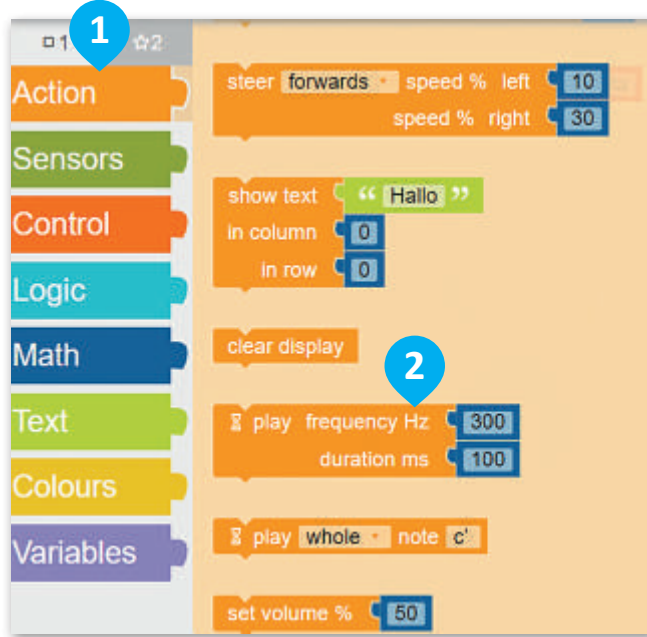 1
1 2
Action
Sensors
Control
Logic
Math
Text
Colours
Variables
steer forwards speed % left 10
speed % right 30
show text “ Hallo ”
in column 0
in row 0
clear display
2
play frequency Hz 300
duration ms 100
play whole note c'
set volume % 50